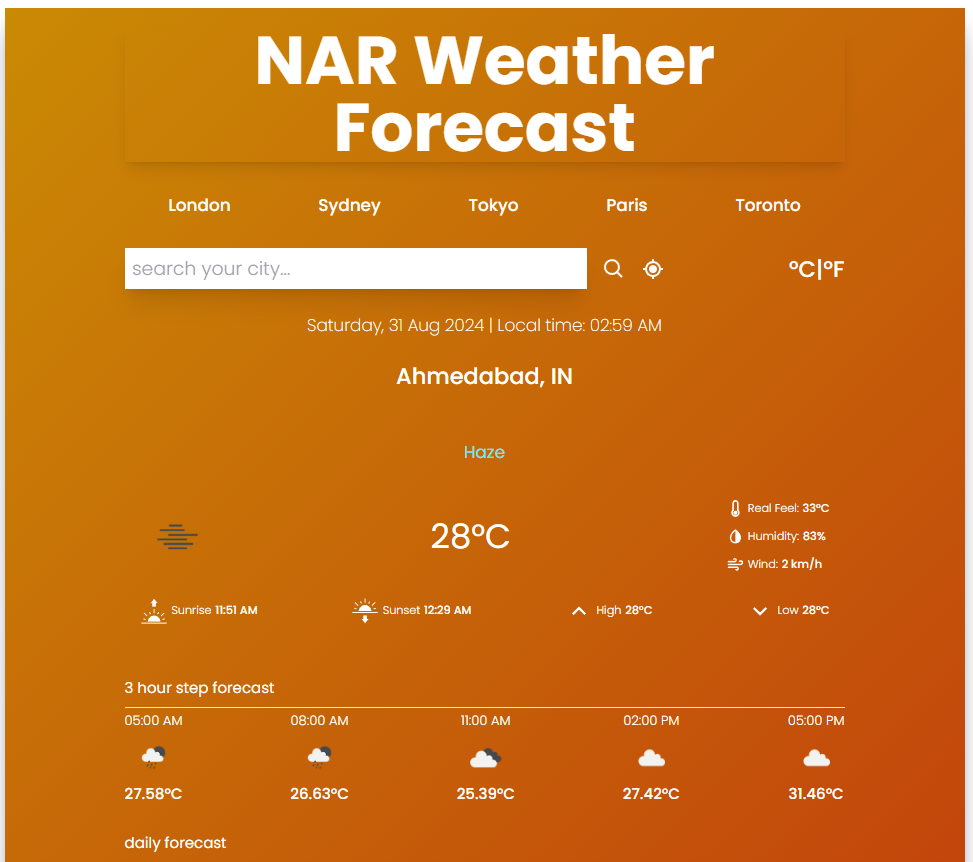 NAR Weather
Forecast
London Sydney Tokyo Paris Toronto
search your city... °C|°F
Saturday, 31 Aug 2024 | Local time: 02:59 AM
Ahmedabad, IN
Haze
Real Feel: 33°C
28°C Humidity: 83%
Wind: 2 km/h
Sunrise 11:51 AM Sunset 12:29 AM High 28°C Low 28°C
3 hour step forecast
05:00 AM 08:00 AM 11:00 AM 02:00 PM 05:00 PM
27.58°C 26.63°C 25.39°C 27.42°C 31.46°C
daily forecast